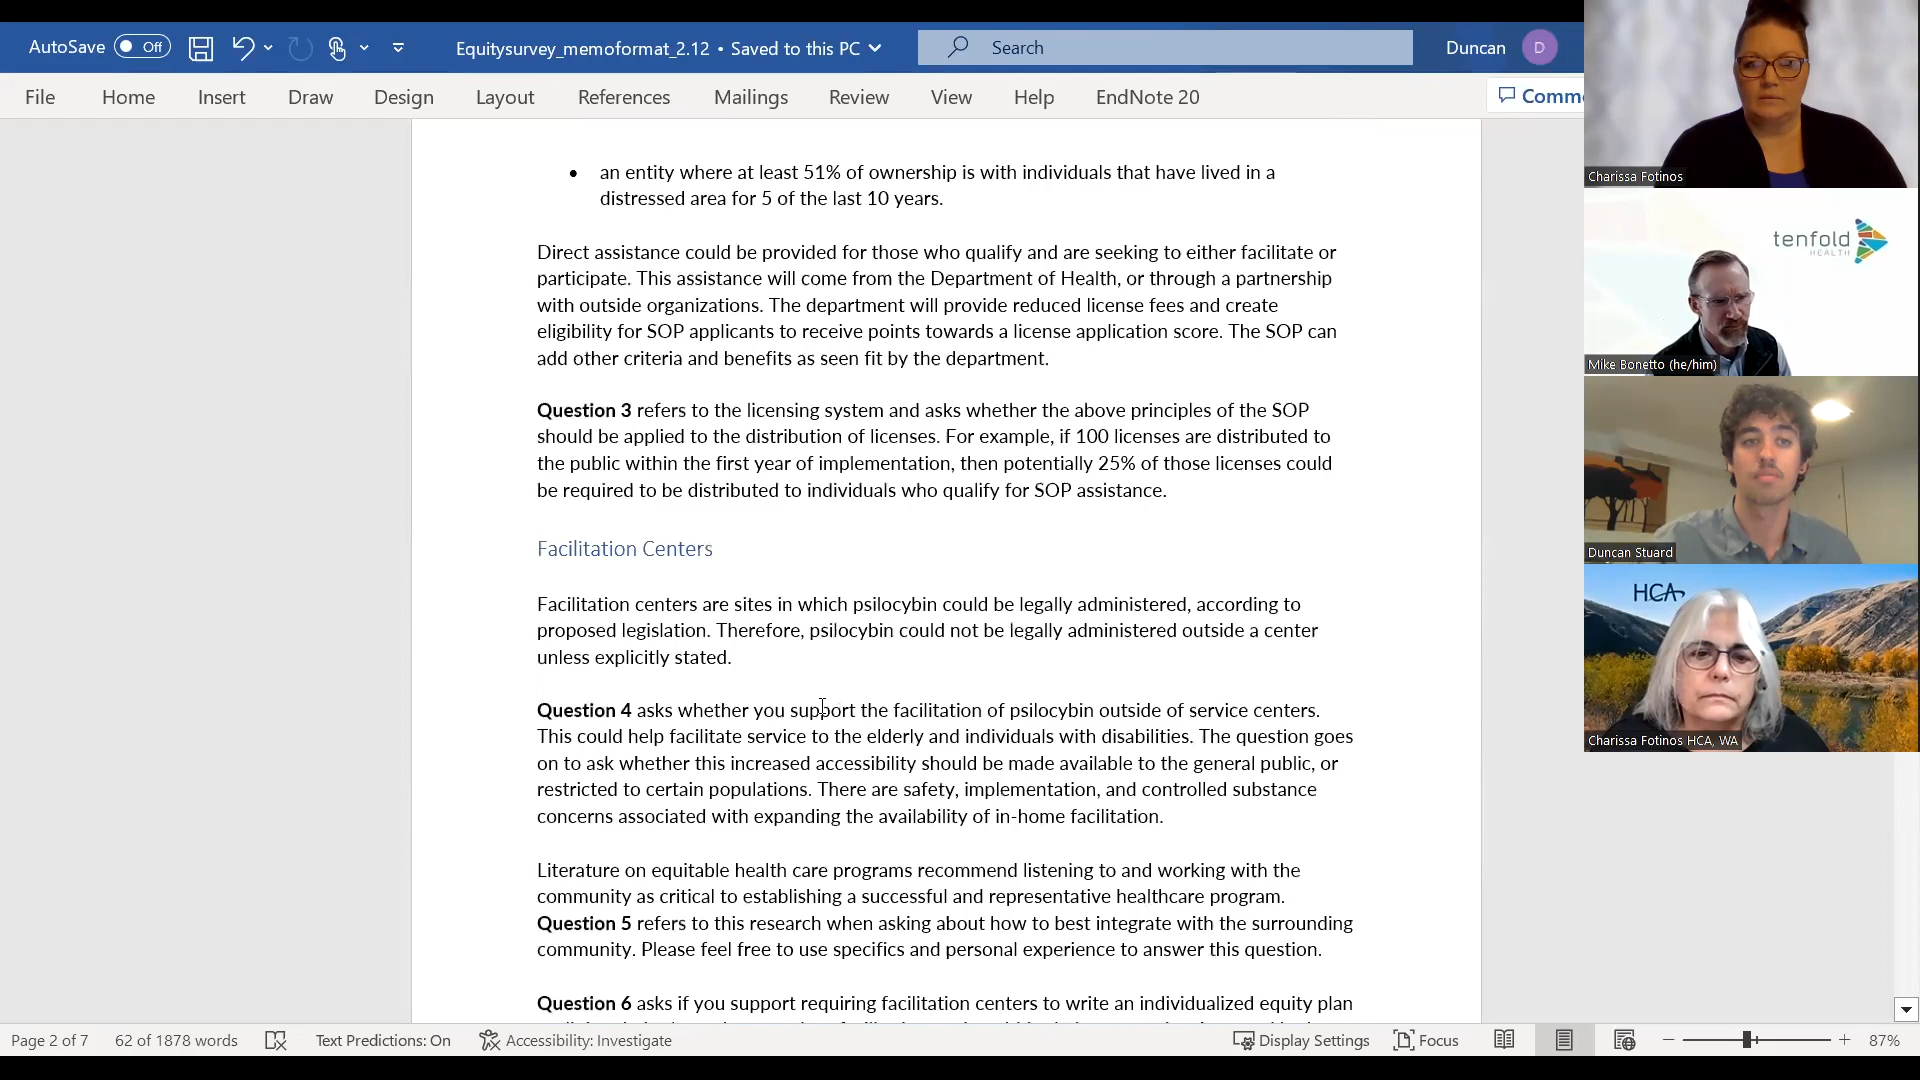 AutoSave Off Equitysurvey_memoformat_2.12 • Saved to this PC Search Duncan D
File Home Insert Draw Design Layout References Mailings Review View Help EndNote 20
• an entity where at least 51% of ownership is with individuals that have lived in a
distressed area for 5 of the last 10 years.
Direct assistance could be provided for those who qualify and are seeking to either facilitate or
participate. This assistance will come from the Department of Health, or through a partnership
with outside organizations. The department will provide reduced license fees and create
eligibility for SOP applicants to receive points towards a license application score. The SOP can
add other criteria and benefits as seen fit by the department.
Question 3 refers to the licensing system and asks whether the above principles of the SOP
should be applied to the distribution of licenses. For example, if 100 licenses are distributed to
the public within the first year of implementation, then potentially 25% of those licenses could
be required to be distributed to individuals who qualify for SOP assistance.
Facilitation Centers
Facilitation centers are sites in which psilocybin could be legally administered, according to
proposed legislation. Therefore, psilocybin could not be legally administered outside a center
unless explicitly stated.
Question 4 asks whether you support the facilitation of psilocybin outside of service centers.
This could help facilitate service to the elderly and individuals with disabilities. The question goes
on to ask whether this increased accessibility should be made available to the general public, or
restricted to certain populations. There are safety, implementation, and controlled substance
concerns associated with expanding the availability of in-home facilitation.
Literature on equitable health care programs recommend listening to and working with the
community as critical to establishing a successful and representative healthcare program.
Question 5 refers to this research when asking about how to best integrate with the surrounding
community. Please feel free to use specifics and personal experience to answer this question.
Question 6 asks if you support requiring facilitation centers to write an individualized equity plan
Page 2 of 7 62 of 1878 words Text Predictions: On Accessibility: Investigate Display Settings Focus 87%
Charissa Fotinos
tenfold
HEALTH
Mike Bonetto (he/him)
Duncan Stuard
HCA
Charissa Fotinos HCA, WA